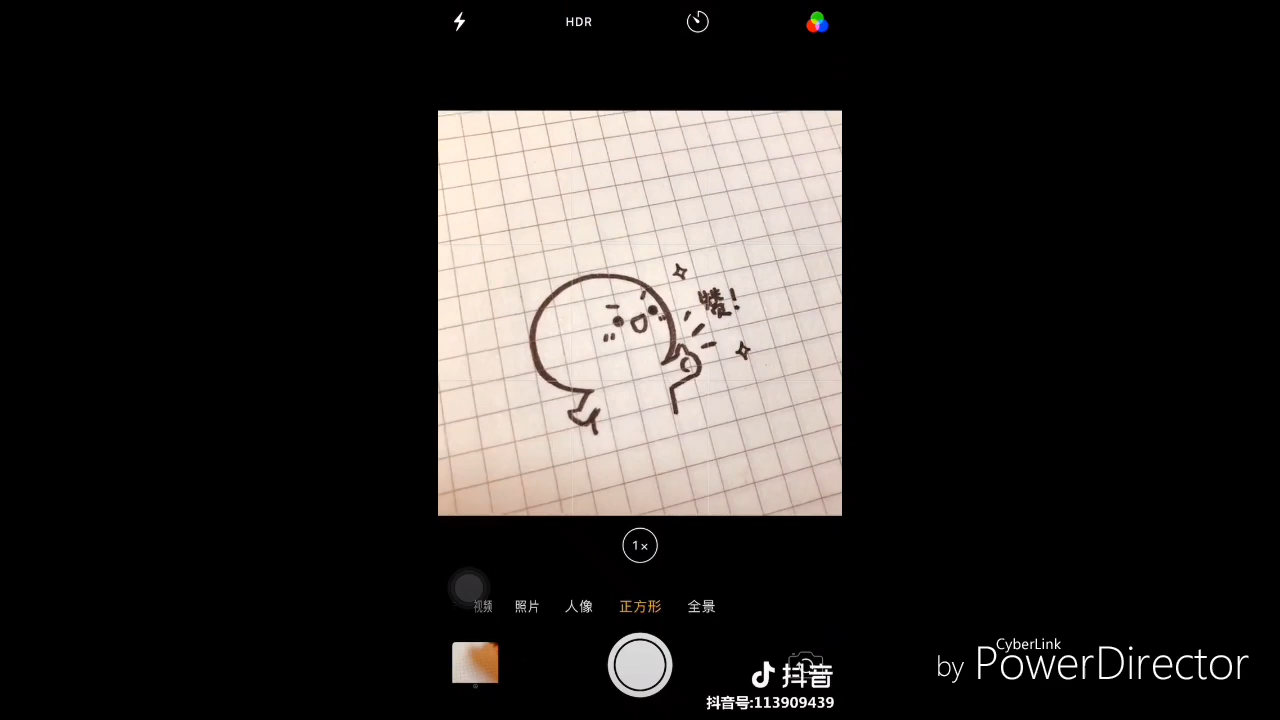 HDR
赞!
1×
视频 照片 人像 正方形 全景
抖音
抖音号:113909439
CyberLink
by PowerDirector